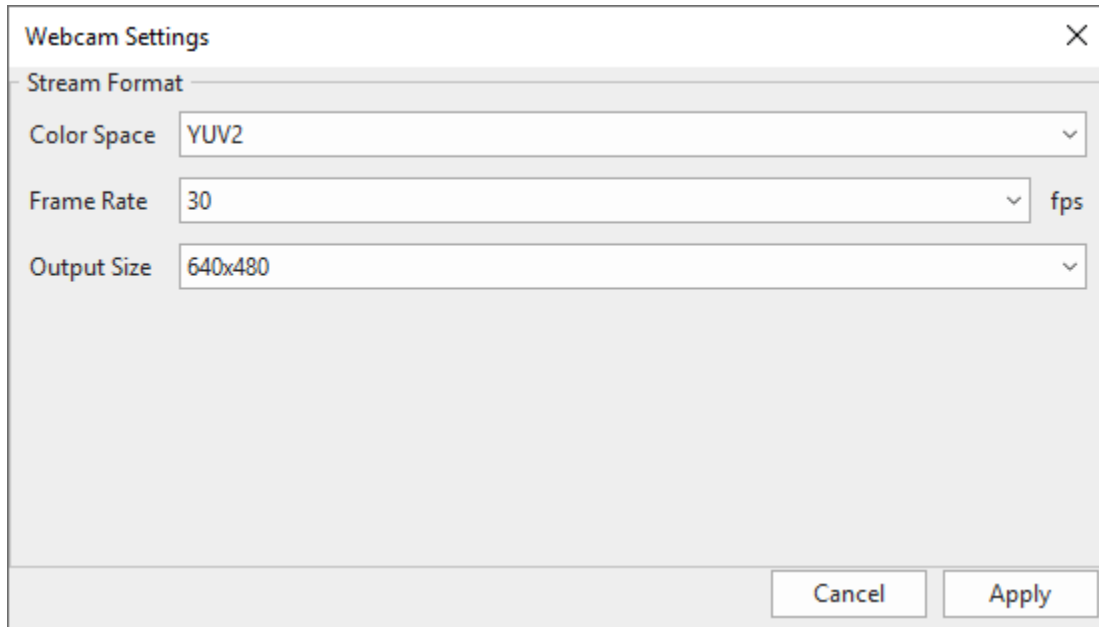 Webcam Settings
Stream Format
Color Space YUV2
Frame Rate 30 fps
Output Size 640x480
Cancel Apply